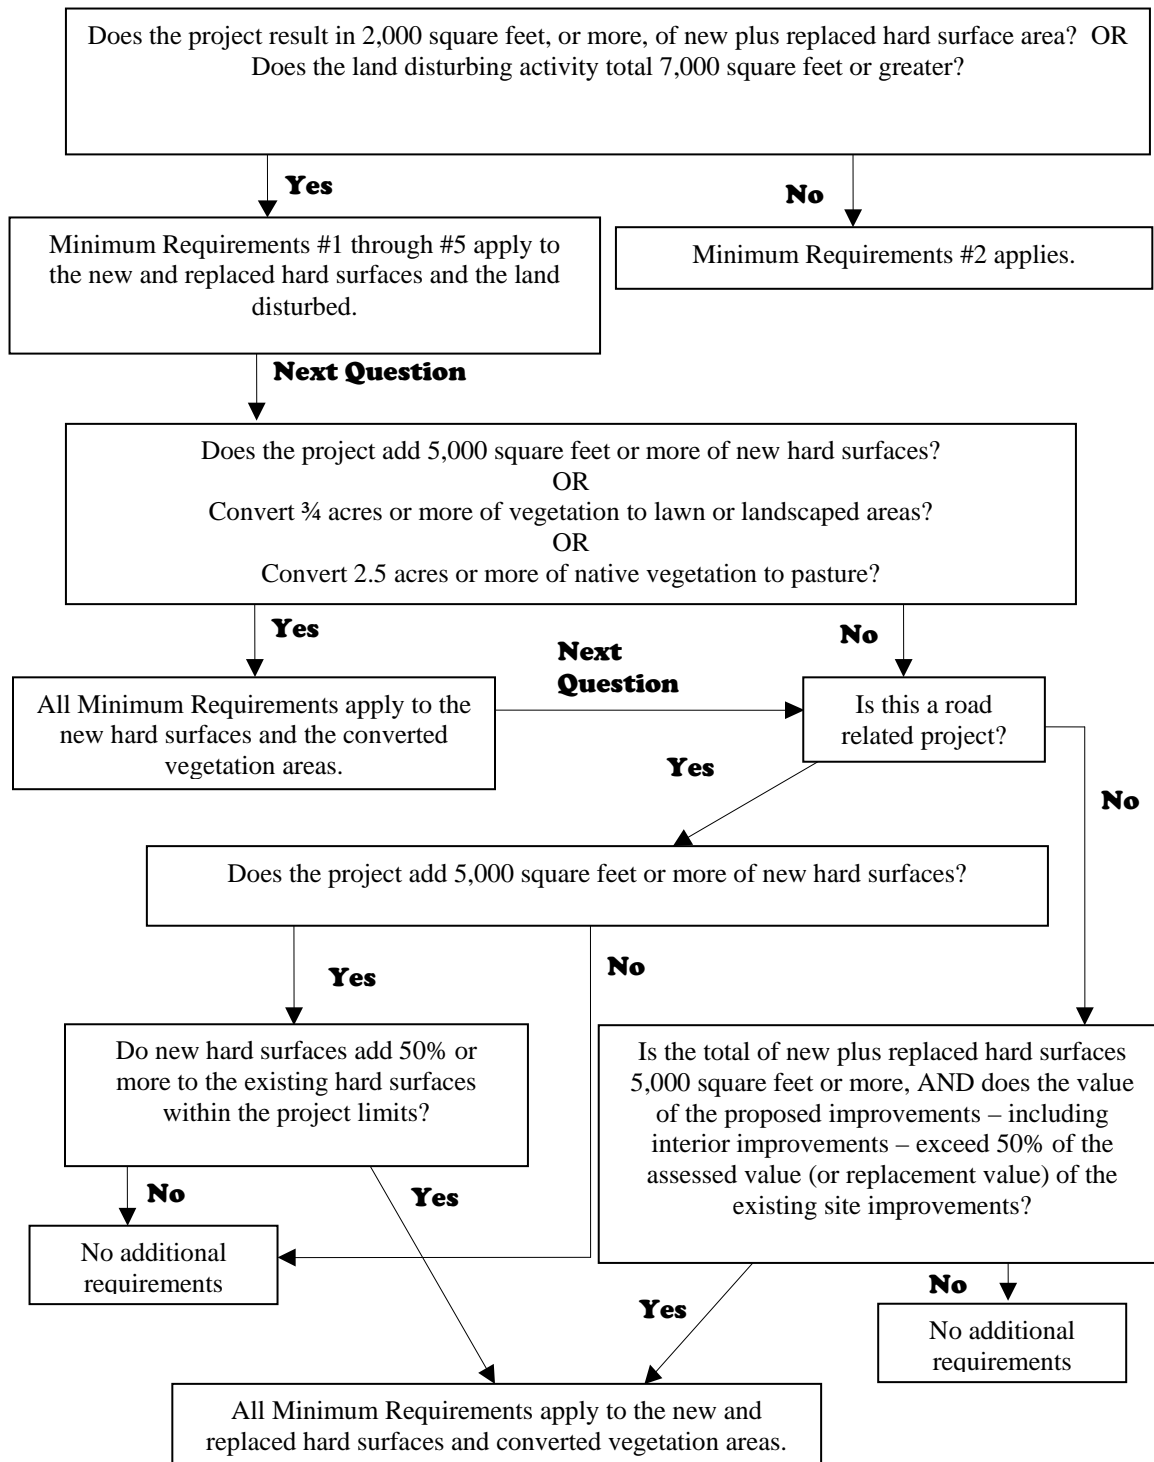 Does the project result in 2,000 square feet, or more, of new plus replaced hard surface area?  OR
Does the land disturbing activity total 7,000 square feet or greater?
Yes
No
Minimum Requirements #1 through #5 apply to
the new and replaced hard surfaces and the land
disturbed.
Minimum Requirements #2 applies.
Next Question
Does the project add 5,000 square feet or more of new hard surfaces?
OR
Convert ¾ acres or more of vegetation to lawn or landscaped areas?
OR
Convert 2.5 acres or more of native vegetation to pasture?
Yes
No
Next
Question
All Minimum Requirements apply to the
new hard surfaces and the converted
vegetation areas.
Is this a road
related project?
Yes
No
Does the project add 5,000 square feet or more of new hard surfaces?
Yes
No
Do new hard surfaces add 50% or
more to the existing hard surfaces
within the project limits?
Is the total of new plus replaced hard surfaces
5,000 square feet or more, AND does the value
of the proposed improvements – including
interior improvements – exceed 50% of the
assessed value (or replacement value) of the
existing site improvements?
No
Yes
No additional
requirements
Yes
No
No additional
requirements
All Minimum Requirements apply to the new and
replaced hard surfaces and converted vegetation areas.